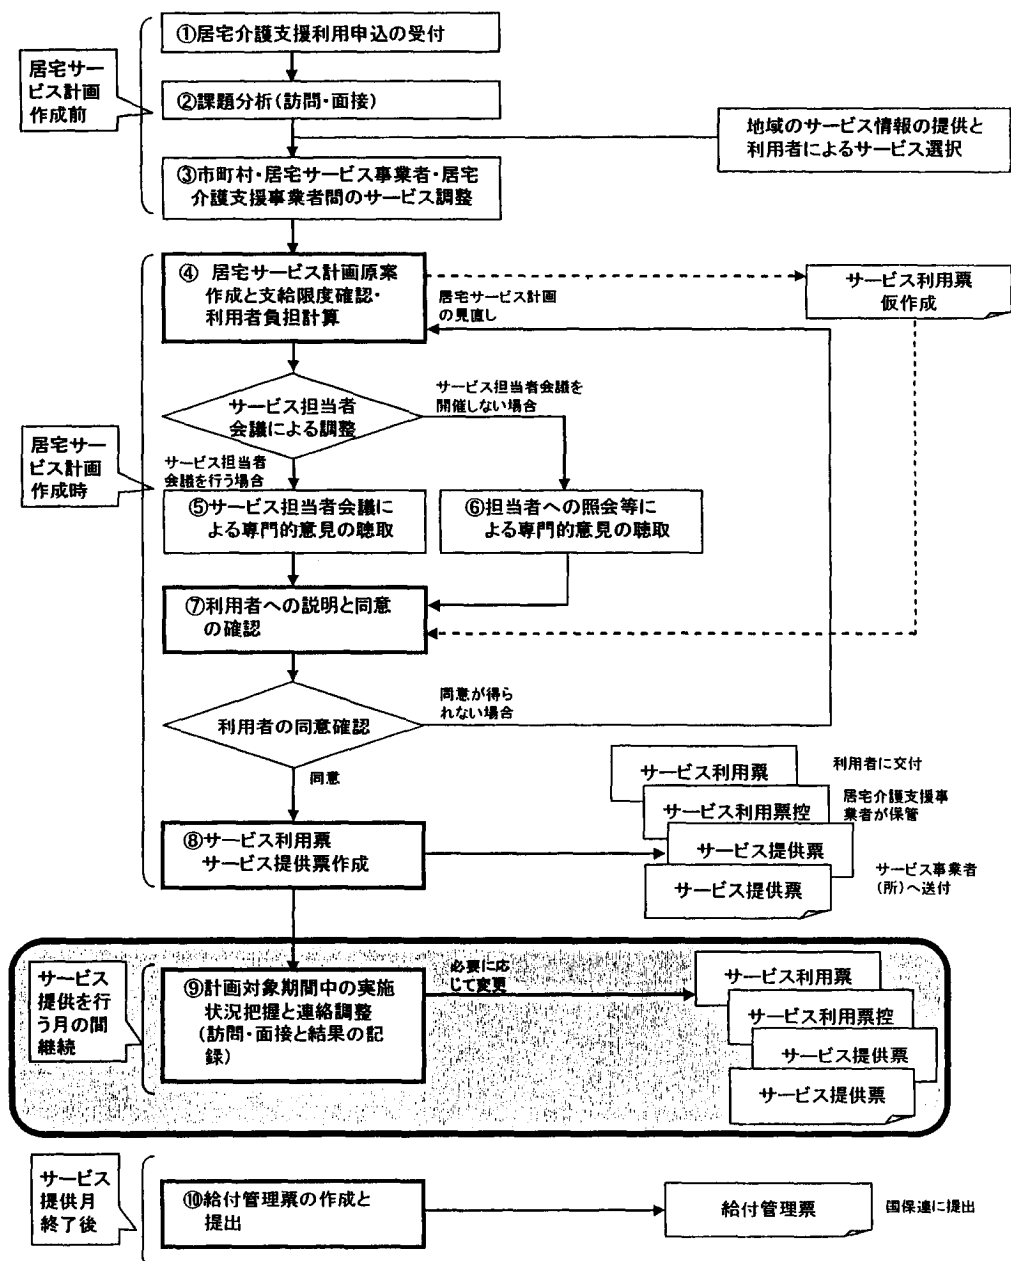 ①居宅介護支援利用申込の受付
居宅サー
ビス計画
作成前
②課題分析(訪問・面接)
地域のサービス情報の提供と
利用者によるサービス選択
③市町村・居宅サービス事業者・居宅
介護支援事業者間のサービス調整
④ 居宅サービス計画原案
作成と支給限度確認・
利用者負担計算
居宅サービス計画
の見直し
サービス利用票
仮作成
サービス担当者
会議による調整
サービス担当者会議を
開催しない場合
居宅サー
ビス計画
作成時
サービス担当者
会議を行う場合
⑤サービス担当者会議に
よる専門的意見の聴取
⑥担当者への照会等に
よる専門的意見の聴取
⑦利用者への説明と同意
の確認
利用者の同意確認
同意が得ら
れない場合
同意
サービス利用票
利用者に交付
サービス利用票控
居宅介護支援事
業者が保管
⑧サービス利用票
サービス提供票作成
サービス提供票
サービス提供票
サービス事業者
(所)へ送付
サービス
提供を行
う月の間
継続
⑨計画対象期間中の実施
状況把握と連絡調整
(訪問・面接と結果の記
録)
必要に応
じて変更
サービス利用票
サービス利用票控
サービス提供票
サービス提供票
サービス
提供月
終了後
⑩給付管理票の作成と
提出
給付管理票
国保連に提出